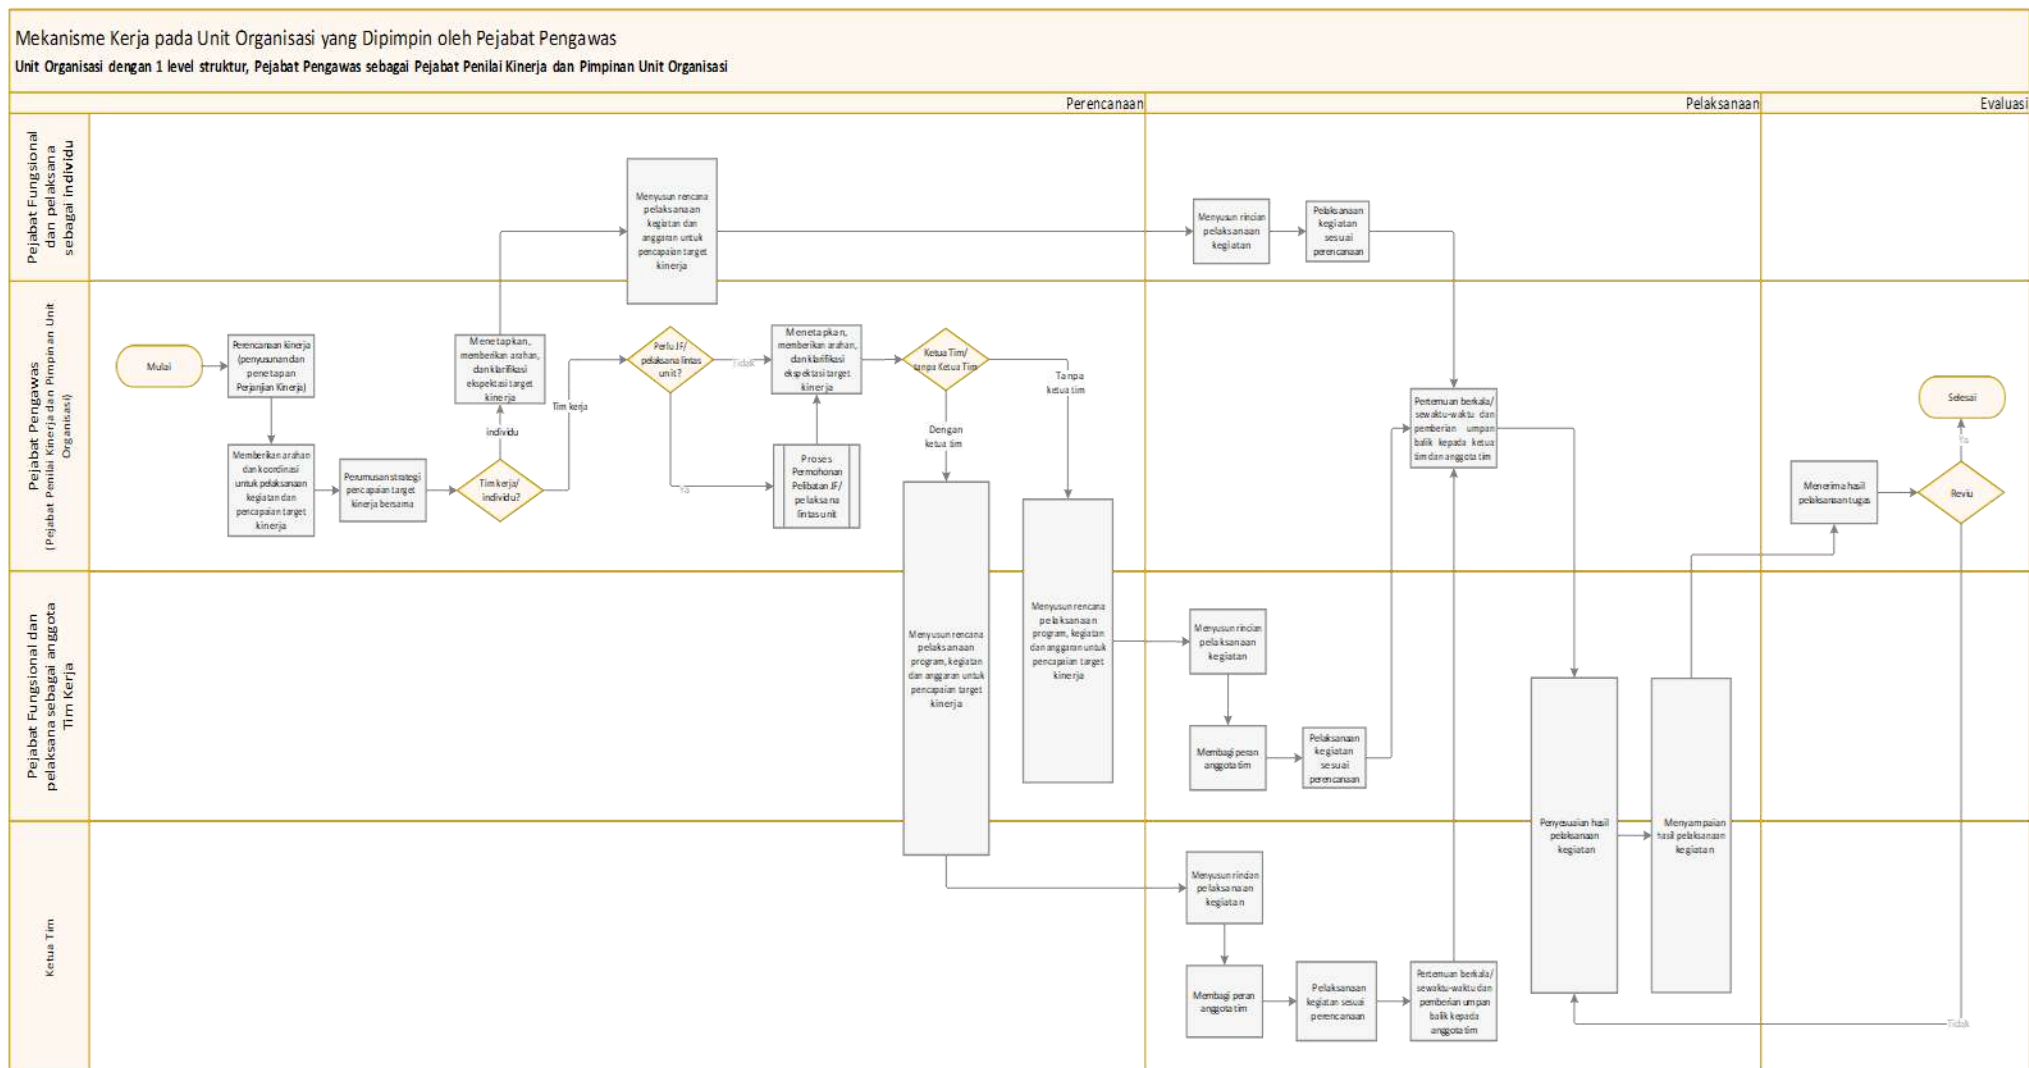 Mekanisme Kerja pada Unit Organisasi yang Dipimpin oleh Pejabat Pengawas
Unit Organisasi dengan 1 level struktur, Pejabat Pengawas sebagai Pejabat Penilai Kinerja dan Pimpinan Unit Organisasi
Perencanaan
Pelaksanaan
Evaluasi
Pejabat Fungsional
dan pelaksana
sebagai individu
Menyusun rencana
pelaksanaan
kegiatan dan
anggaran untuk
pencapaian target
kinerja
Menyusun rincian
pelaksanaan
kegiatan
Pelaksanaan
kegiatan
sesuai
perencanaan
Pejabat Pengawas
(Pejabat Penilai Kinerja dan Pimpinan Unit
Organisasi)
Mulai
Perencanaan kinerja
(penyusunan dan
penetapan
Perjanjian Kinerja)
Memberikan arahan
dan koordinasi
untuk pelaksanaan
kegiatan dan
pencapaian target
kinerja
Perumusan strategi
pencapaian target
kinerja bersama
Menetapkan,
memberikan arahan,
dan klarifikasi
ekspektasi target
kinerja
individu
Tim kerja/
individu?
Tim kerja
Perlu JF/
pelaksana lintas
unit?
Tidak
Ya
Menetapkan,
memberikan arahan,
dan klarifikasi
ekspektasi target
kinerja
Proses
Permohonan
Pelibatan JF/
pelaksana
lintas unit
Ketua Tim/
tanpa Ketua Tim
Dengan
ketua tim
Tanpa
ketua tim
Pertemuan berkala/
sewaktu-waktu dan
pemberian umpan
balik kepada ketua
tim dan anggota tim
Menerima hasil
pelaksanaan tugas
Selesai
Ya
Reviu
Pejabat Fungsional dan
pelaksana sebagai anggota
Tim Kerja
Menyusun rencana
pelaksanaan
program, kegiatan
dan anggaran untuk
pencapaian target
kinerja
Menyusun rencana
pelaksanaan
program, kegiatan
dan anggaran untuk
pencapaian target
kinerja
Menyusun rincian
pelaksanaan
kegiatan
Membagi peran
anggota tim
Pelaksanaan
kegiatan
sesuai
perencanaan
Penyesuaian hasil
pelaksanaan
kegiatan
Menyampaian
hasil pelaksanaan
kegiatan
Ketua Tim
Menyusun rincian
pelaksanaan
kegiatan
Membagi peran
anggota tim
Pelaksanaan
kegiatan sesuai
perencanaan
Pertemuan berkala/
sewaktu-waktu dan
pemberian umpan
balik kepada
anggota tim
Tidak